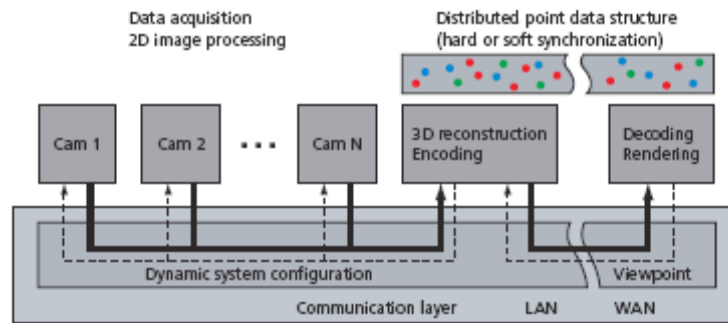 Data acquisition
2D image processing
Distributed point data structure
(hard or soft synchronization)
Cam 1
Cam 2
Cam N
3D reconstruction
Encoding
Decoding
Rendering
Dynamic system configuration
Viewpoint
Communication layer
LAN
WAN